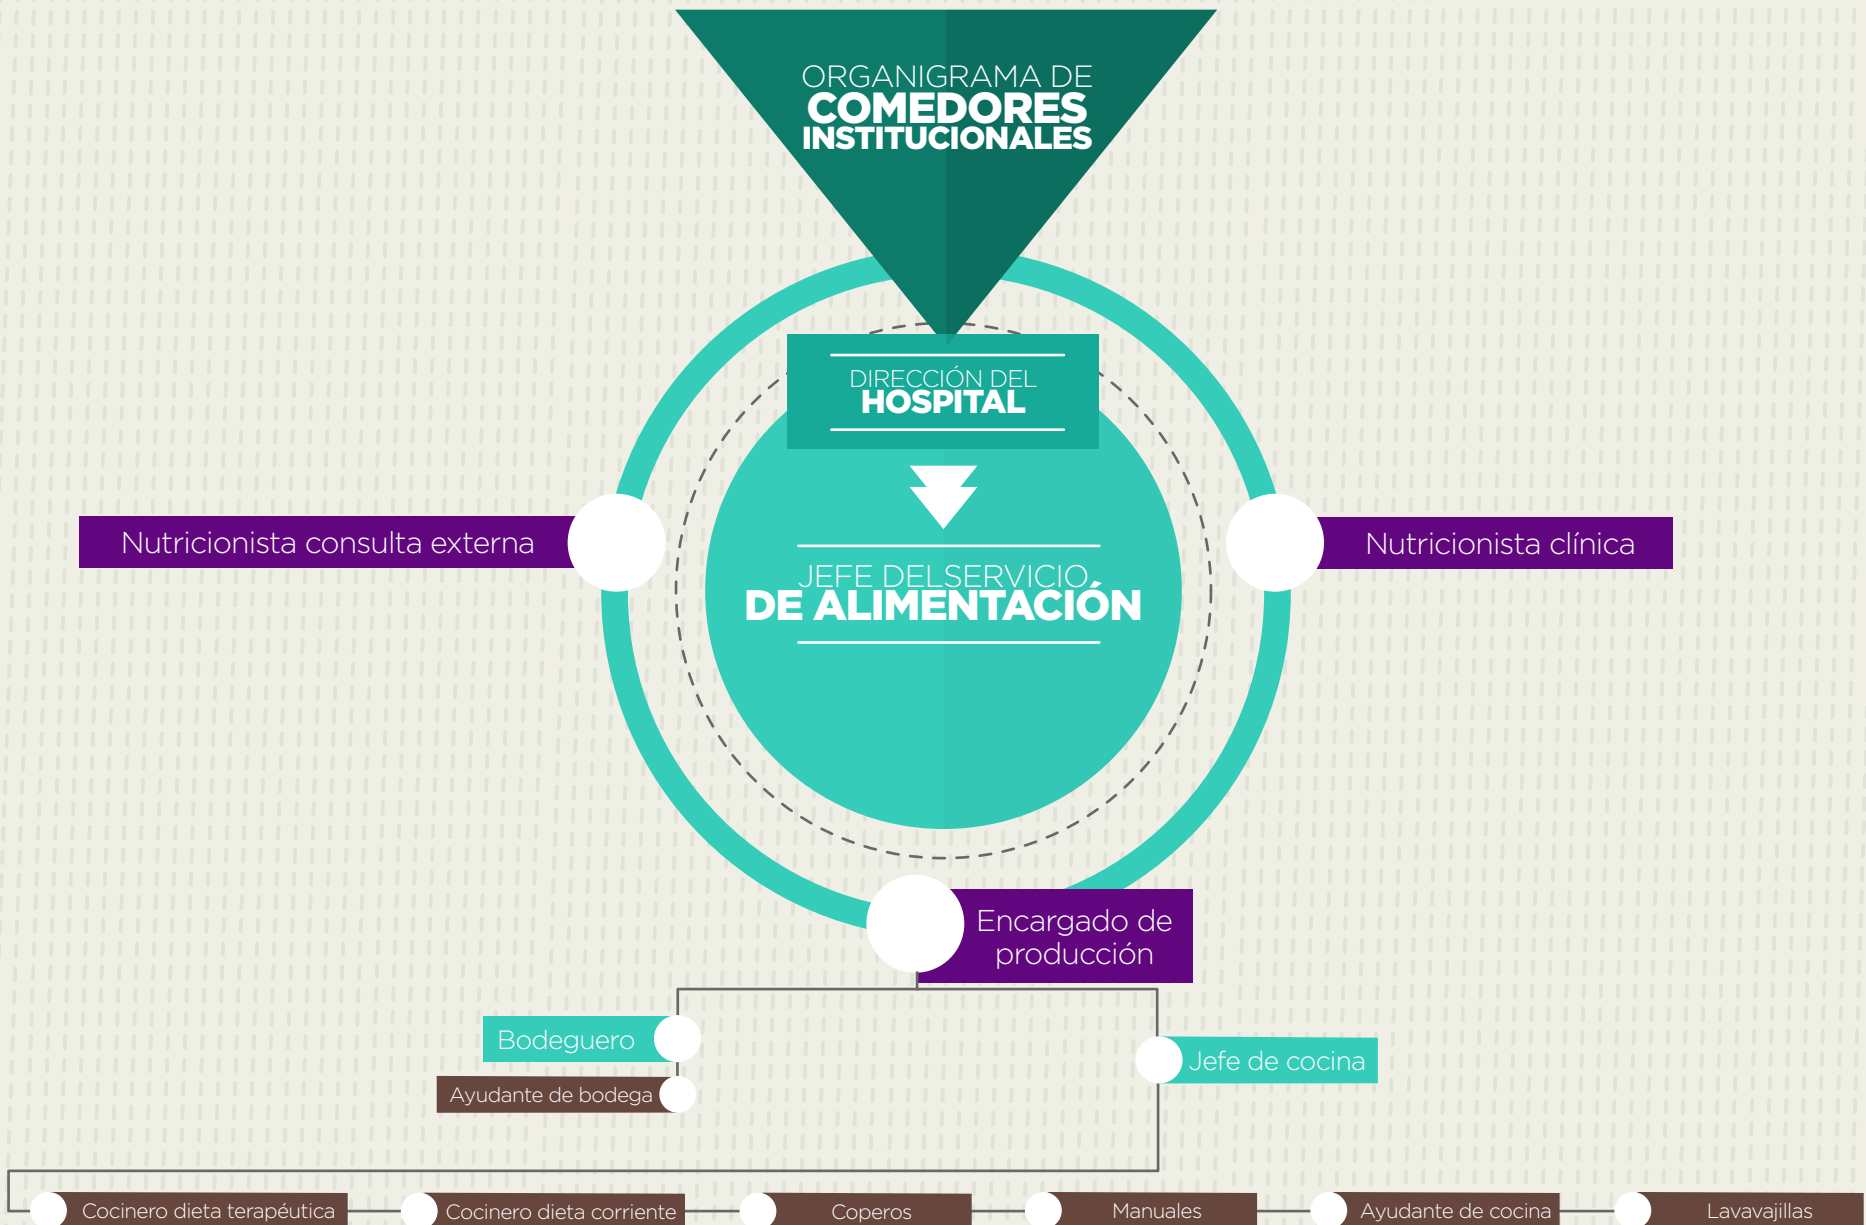 ORGANIGRAMA DE
COMEDORES
INSTITUCIONALES
DIRECCIÓN DEL
HOSPITAL
JEFE DELSERVICIO
DE ALIMENTACIÓN
Nutricionista consulta externa
Nutricionista clínica
Encargado de
producción
Bodeguero
Jefe de cocina
Ayudante de bodega
Cocinero dieta terapéutica
Cocinero dieta corriente
Coperos
Manuales
Ayudante de cocina
Lavavajillas